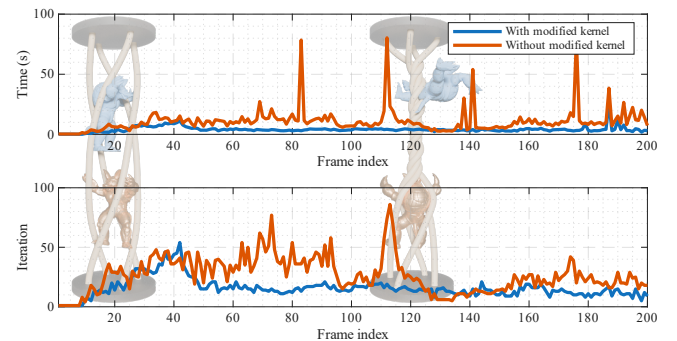 100
With modified kernel
Without modified kernel
Time (s)
50
0
20 40 60 80 100 120 140 160 180 200
Frame index
100
Iteration
50
0
20 40 60 80 100 120 140 160 180 200
Frame index